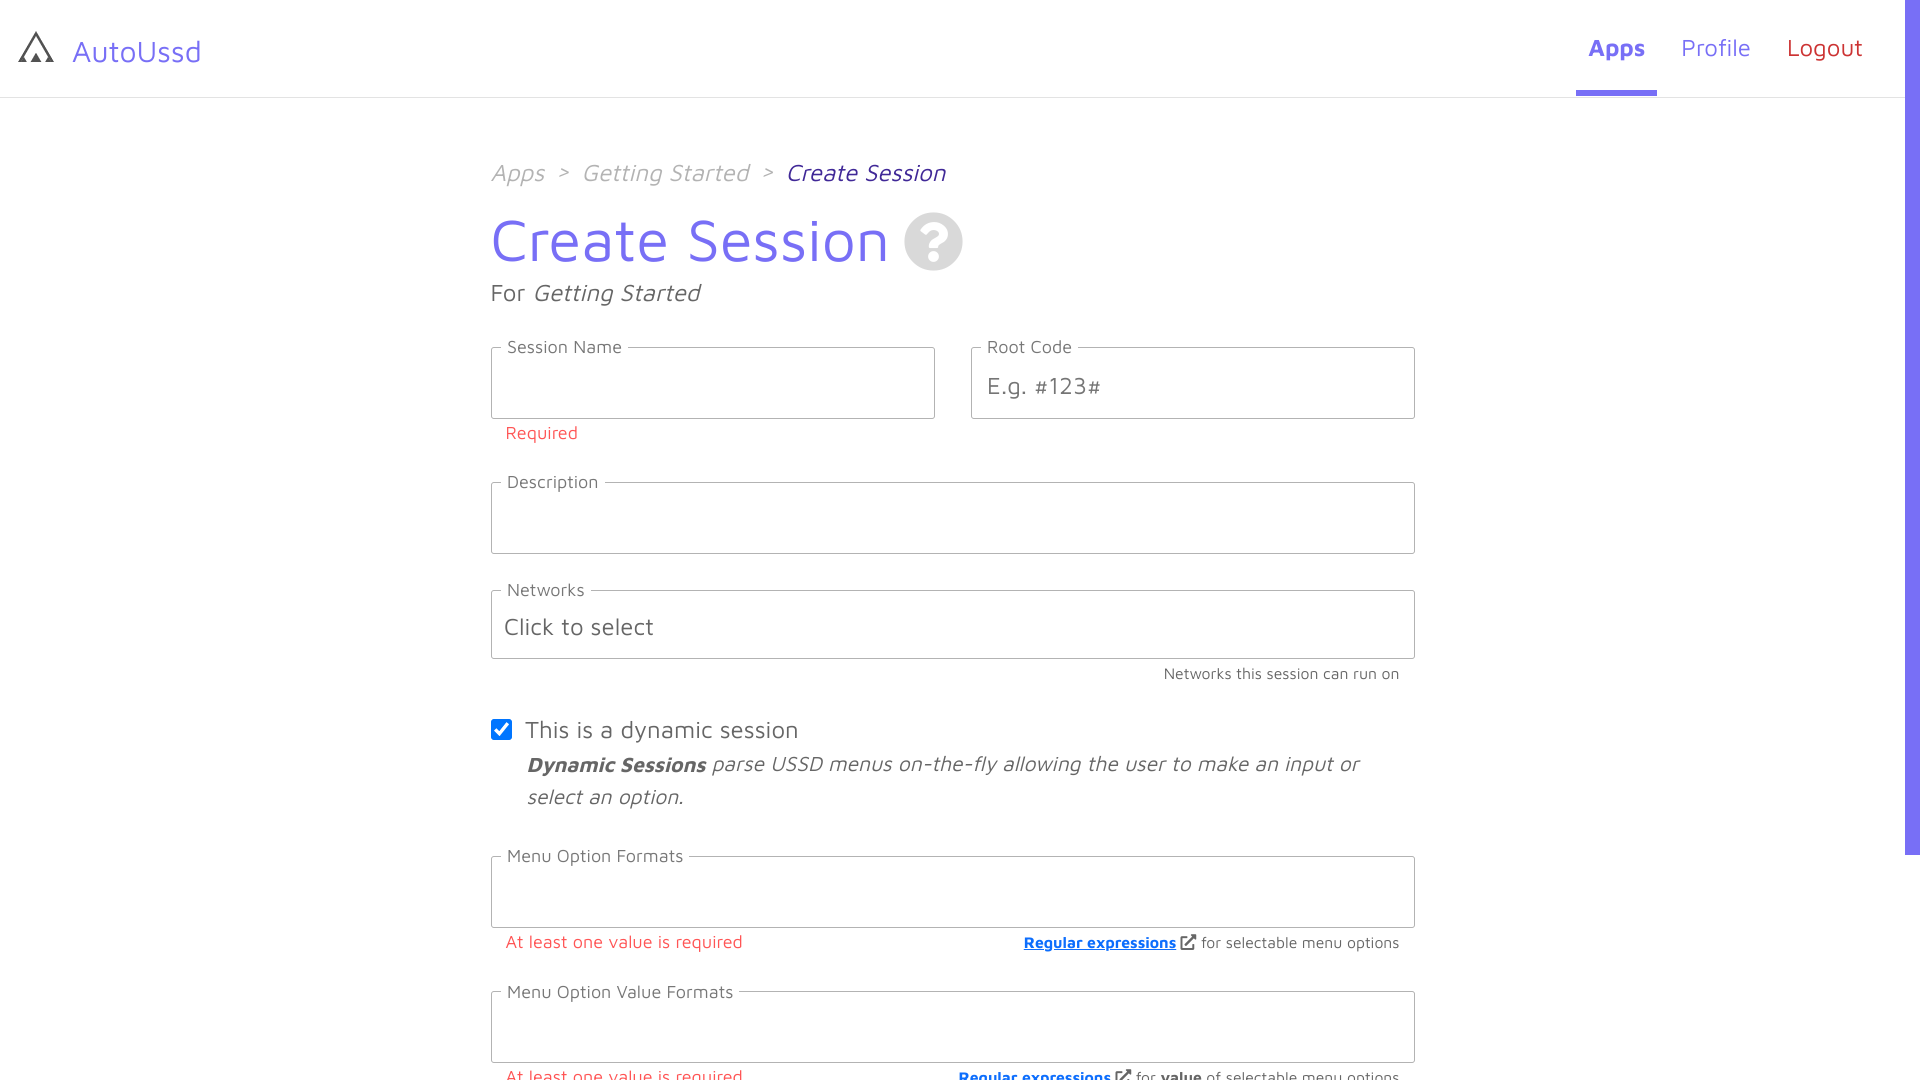 AutoUssd
Apps
Profile
Logout
Apps > Getting Started > Create Session
Create Session
For Getting Started
Session Name
Root Code
E.g. #123#
Required
Description
Networks
Click to select
Networks this session can run on
This is a dynamic session
Dynamic Sessions parse USSD menus on-the-fly allowing the user to make an input or
select an option.
Menu Option Formats
At least one value is required
Regular expressions for selectable menu options
Menu Option Value Formats
At least one value is required
Regular expressions for value of selectable menu options